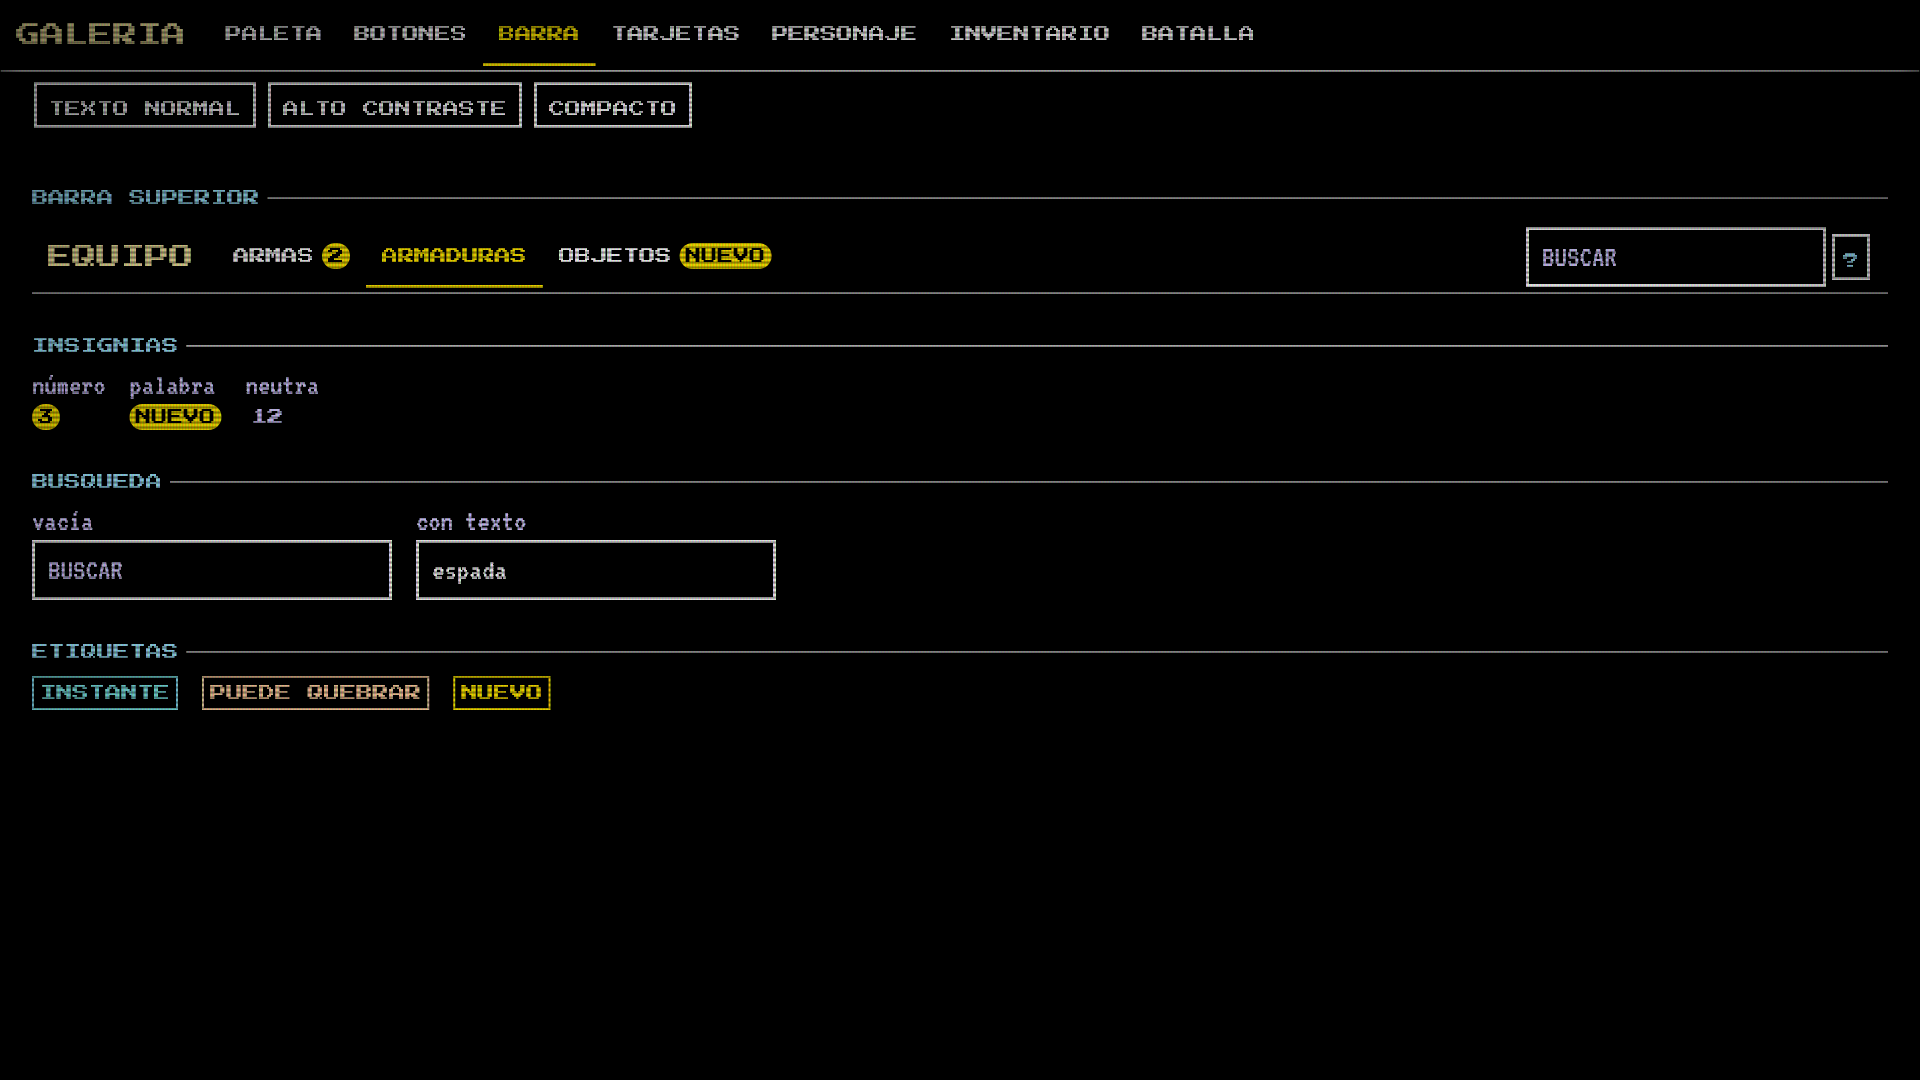 GALERIA PALETA BOTONES BARRA TARJETAS PERSONAJE INVENTARIO BATALLA
TEXTO NORMAL ALTO CONTRASTE COMPACTO
BARRA SUPERIOR
EQUIPO ARMAS 2 ARMADURAS OBJETOS NUEVO BUSCAR ?
INSIGNIAS
número palabra neutra
3 NUEVO 12
BUSQUEDA
vacía con texto
BUSCAR espada
ETIQUETAS
INSTANTE PUEDE QUEBRAR NUEVO